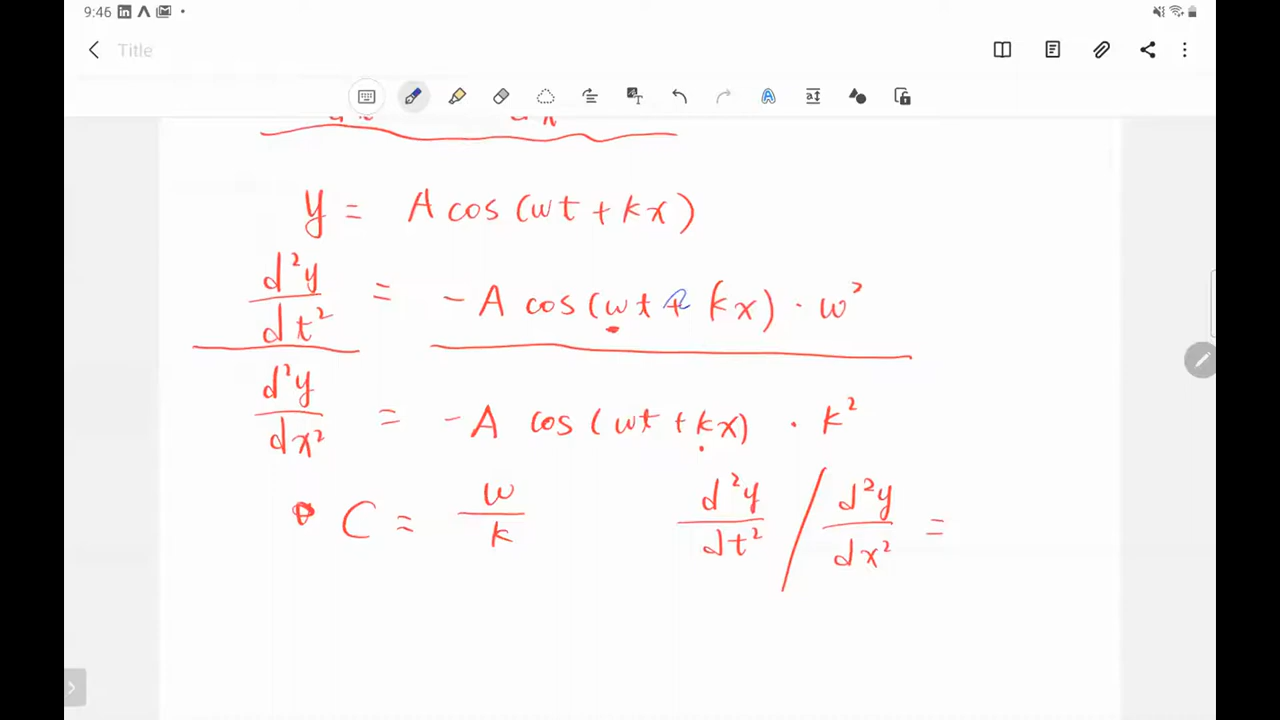 9:46
Title
y = A cos(wt + kx)
d²y/dt² = -A cos(wt + kx) · w²
d²y/dx² = -A cos(wt + kx) · k²
C = w/k d²y/dt² / d²y/dx² =